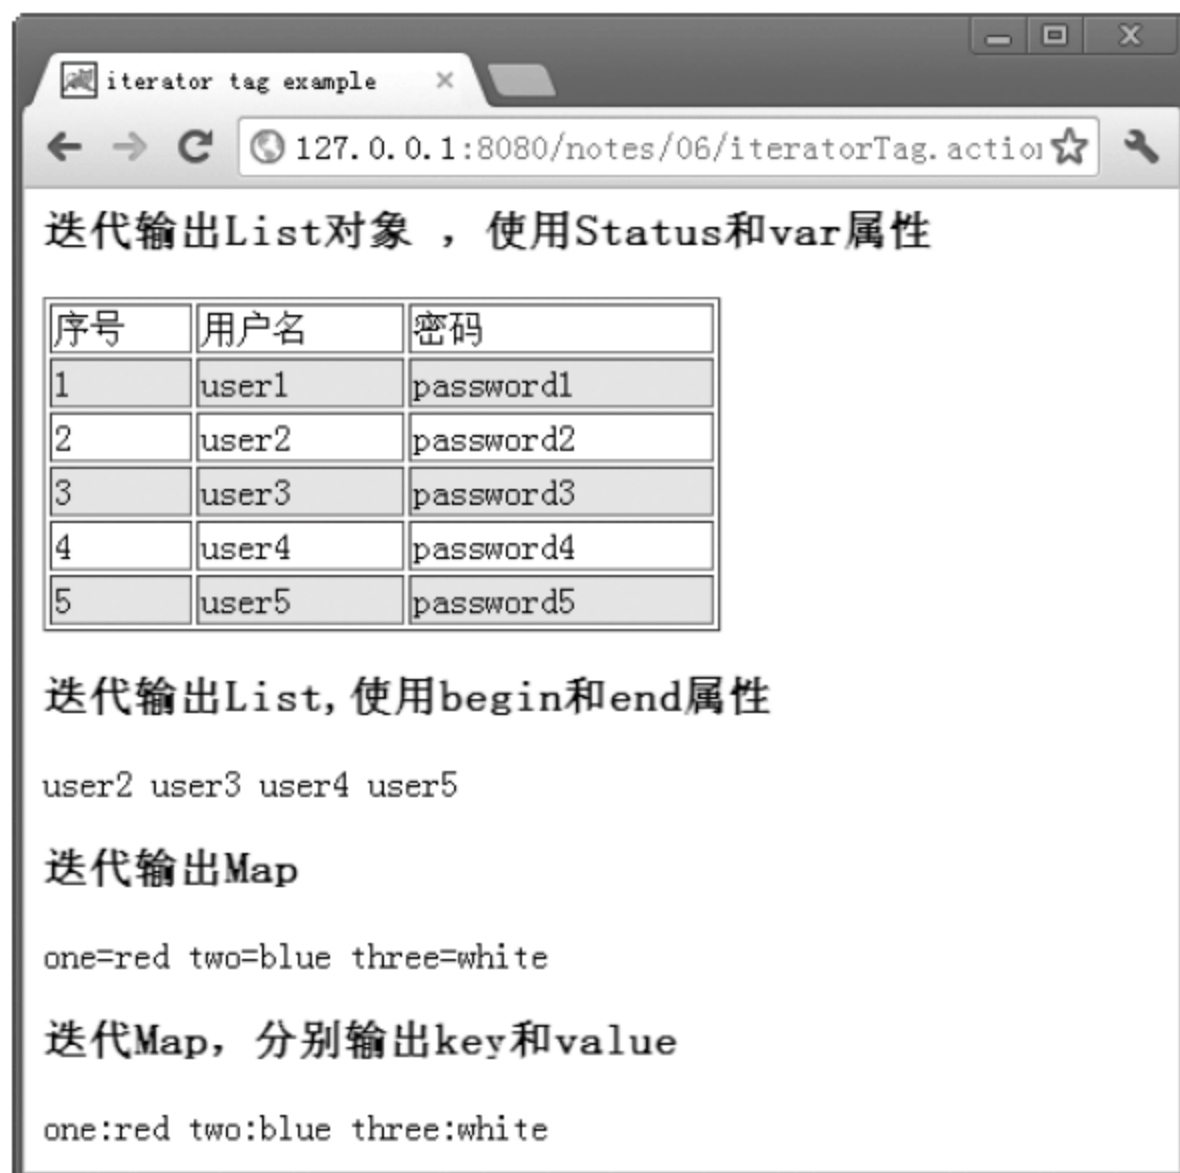 iterator tag example
127.0.0.1:8080/notes/06/iteratorTag.action
迭代输出List对象 ，使用Status和var属性
序号 用户名 密码
1 user1 password1
2 user2 password2
3 user3 password3
4 user4 password4
5 user5 password5
迭代输出List,使用begin和end属性
user2 user3 user4 user5
迭代输出Map
one=red two=blue three=white
迭代Map，分别输出key和value
one:red two:blue three:white